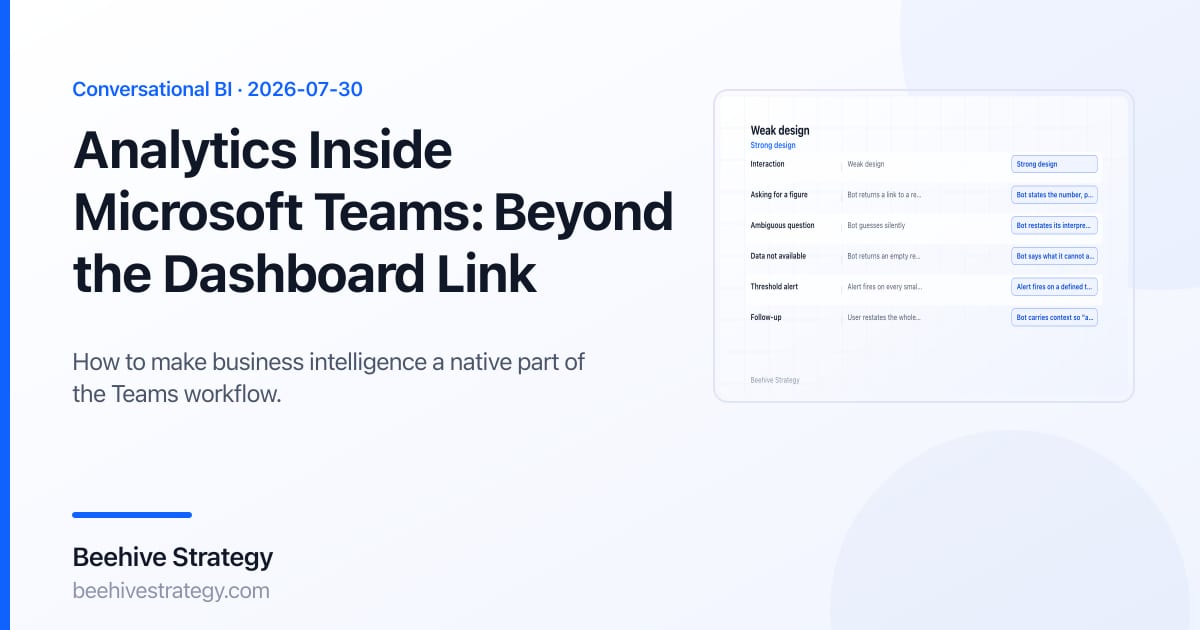 Conversational BI · 2026-07-30
Analytics Inside
Microsoft Teams: Beyond
the Dashboard Link
How to make business intelligence a native part of
the Teams workflow.
Beehive Strategy
beehivestrategy.com
Weak design
Strong design
Interaction Weak design Strong design
Asking for a figure Bot returns a link to a re... Bot states the number, p...
Ambiguous question Bot guesses silently Bot restates its interpre...
Data not available Bot returns an empty re... Bot says what it cannot a...
Threshold alert Alert fires on every smal... Alert fires on a defined t...
Follow-up User restates the whole... Bot carries context so "a...
Beehive Strategy